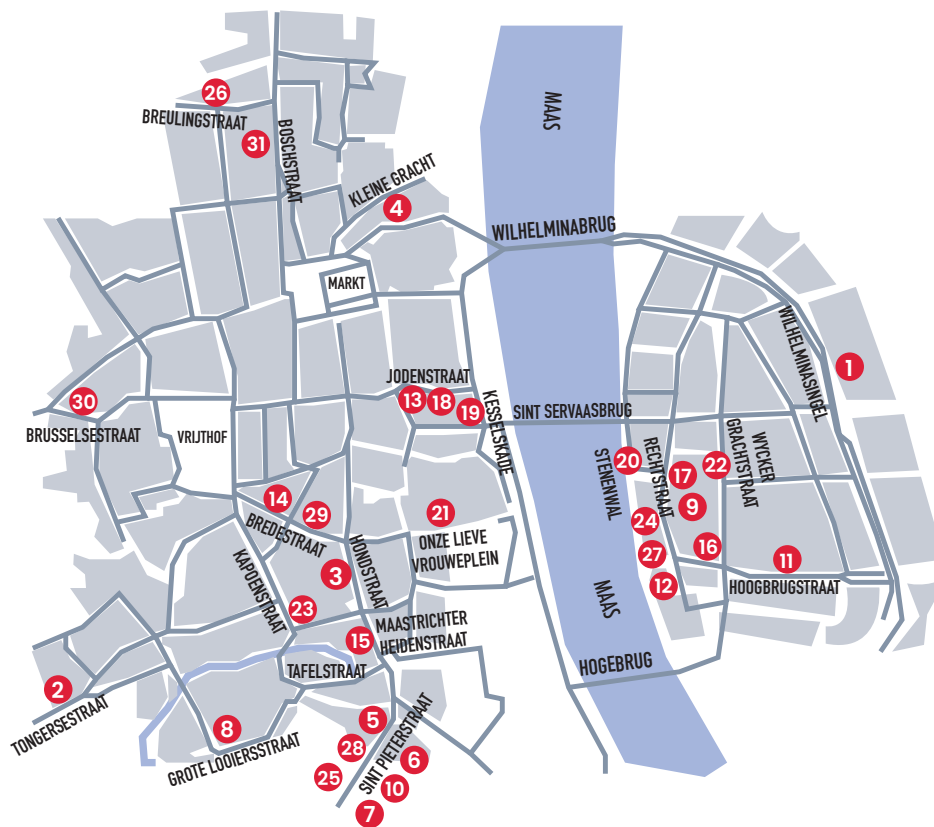 26
BREULINGSTRAAT
31
BOSCHSTRAAT
MAAS
KLEINE GRACHT
4
WILHELMINABRUG
MARKT
WILHELMINASINGEL
1
JODENSTRAAT
13
18
19
KESSELSKADE
SINT SERVAASBRUG
30
BRUSSELSESTRAAT
VRIJTHOF
STENENWAL
20
RECHTSTRAAT
17
22
WYCKER
GRACHTSTRAAT
14
29
BREDESTRAAT
21
ONZE LIEVE
VROUWEPLEIN
24
9
27
16
11
12
HOOGBRUGSTRAAT
KAPOENSTRAAT
3
HONDSTRAAT
23
MAAS
15
MAASTRICHTER
HEIDENSTRAAT
TAFELSTRAAT
HOGEBRUG
2
TONGERSESTRAAT
8
GROTE LOOIERSSTRAAT
5
SINT PIETERSTRAAT
28
6
25
10
7